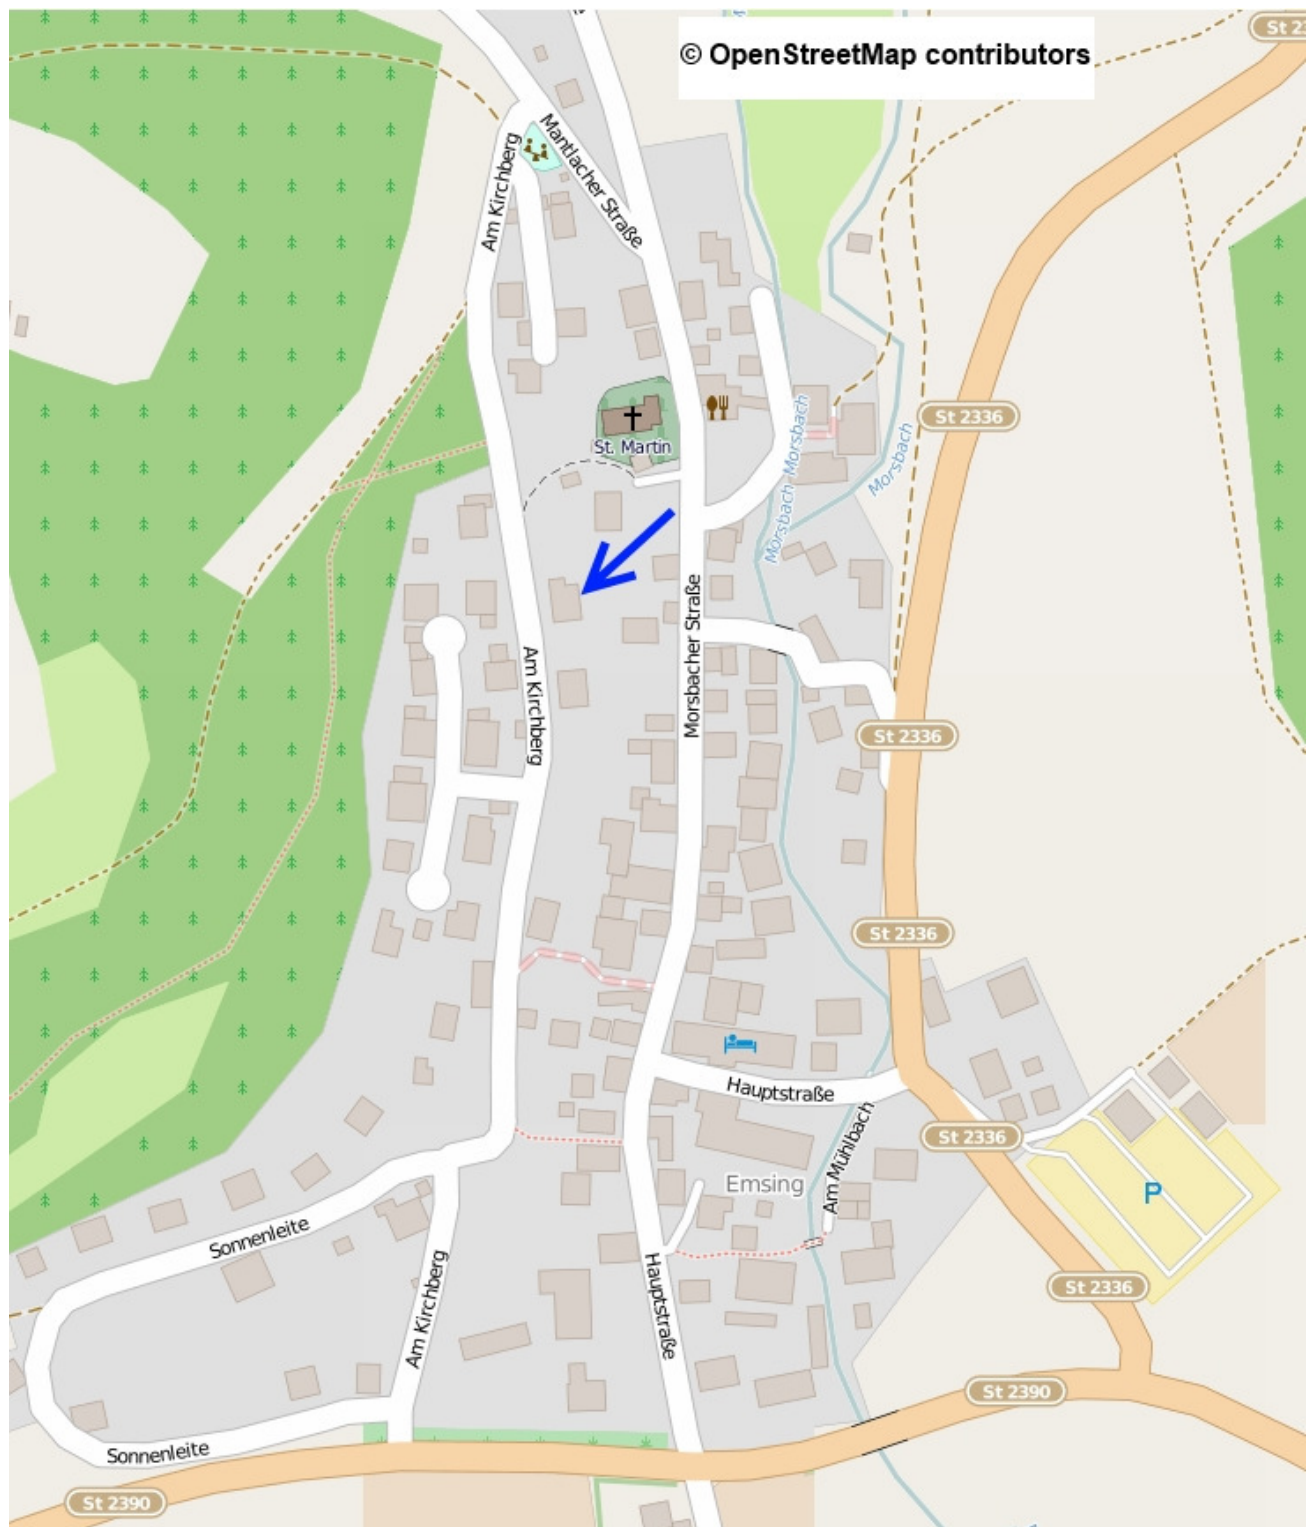 © OpenStreetMap contributors
St 2336
Mantlacher Straße
Am Kirchberg
St. Martin
Morsbach
Morsbach
Morsbach
St 2336
Morsbacher Straße
Am Kirchberg
St 2336
St 2336
Hauptstraße
St 2336
Am Mühlbach
Emsing
P
Sonnenleite
Am Kirchberg
Hauptstraße
St 2336
St 2390
Sonnenleite
St 2390